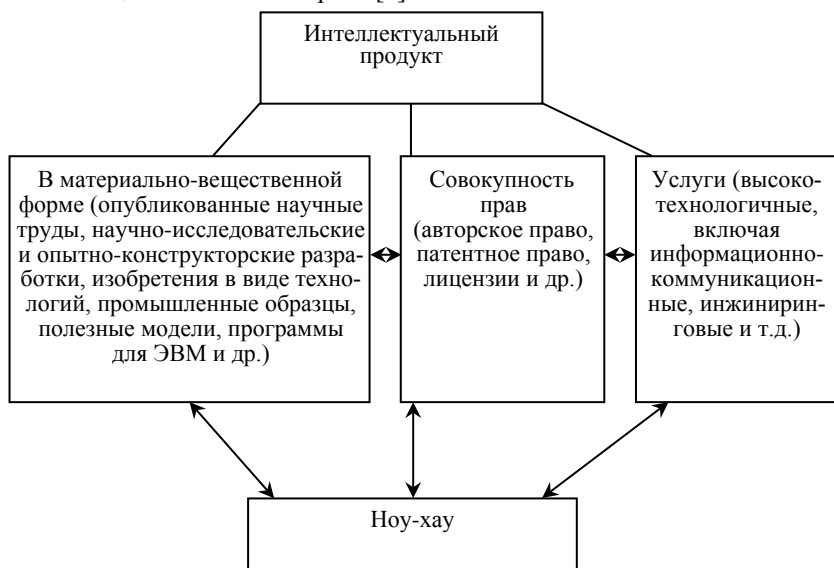 Интеллектуальный
продукт
В материально-вещественной
форме (опубликованные научные
труды, научно-исследовательские
и опытно-конструкторские разра-
ботки, изобретения в виде техно-
логий, промышленные образцы,
полезные модели, программы
для ЭВМ и др.)
Совокупность
прав
(авторское право,
патентное право,
лицензии и др.)
Услуги (высоко-
технологичные,
включая
информационно-
коммуникацион-
ные, инжинирин-
говые и т.д.)
Ноу-хау